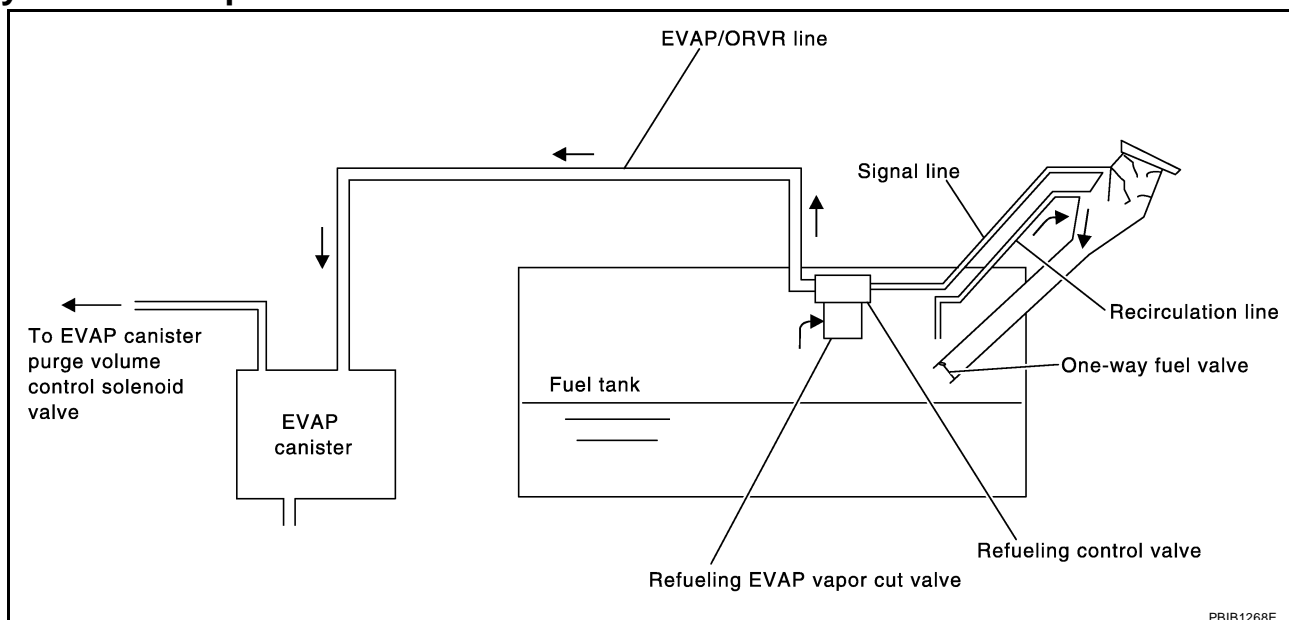 EVAP/ORVR line
Signal line
Recirculation line
One-way fuel valve
To EVAP canister
purge volume
control solenoid
valve
Fuel tank
EVAP
canister
Refueling control valve
Refueling EVAP vapor cut valve
PBIB1268E